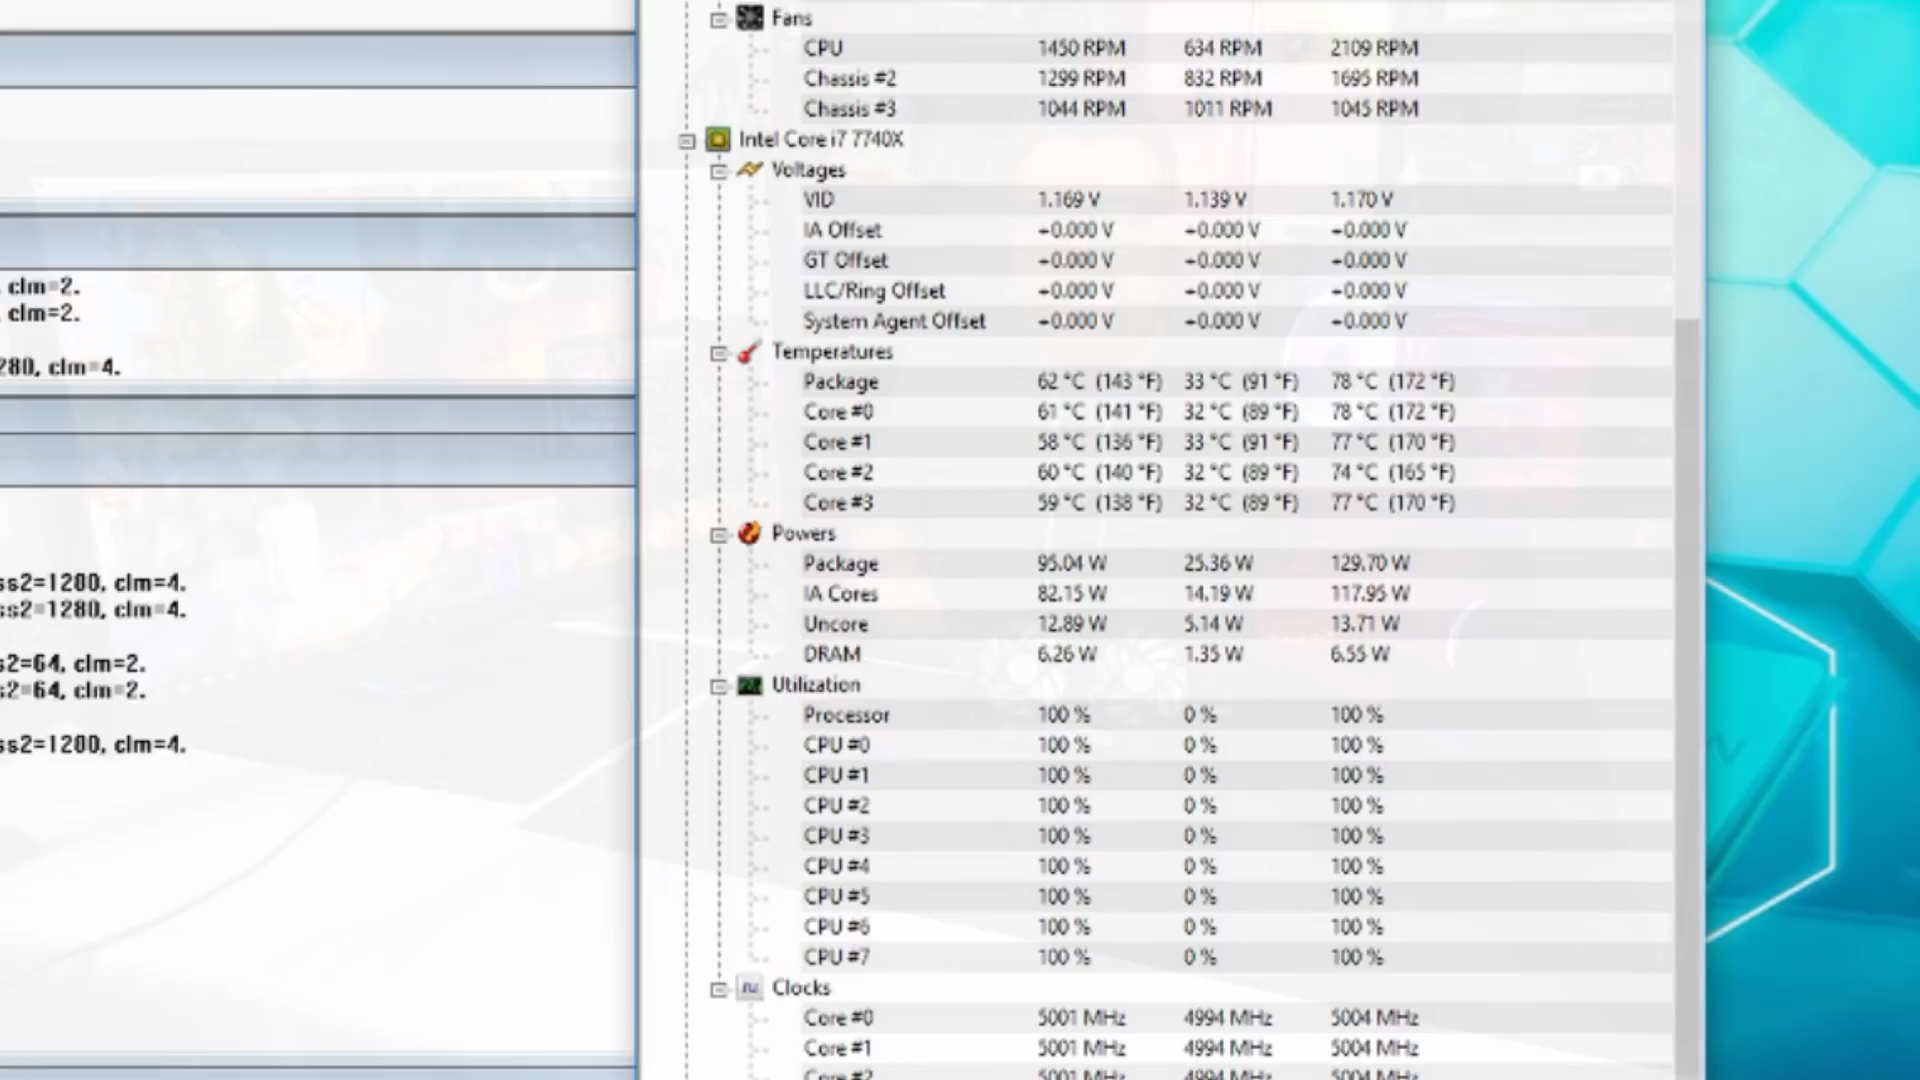 , clm=2.
, clm=2.
280, clm=4.
ss2=1280, clm=4.
ss2=1280, clm=4.
s2=64, clm=2.
s2=64, clm=2.
ss2=1280, clm=4.
Fans
CPU 1450 RPM 634 RPM 2109 RPM
Chassis #2 1299 RPM 832 RPM 1695 RPM
Chassis #3 1044 RPM 1011 RPM 1045 RPM
Intel Core i7 7740X
Voltages
VID 1.169 V 1.139 V 1.170 V
IA Offset +0.000 V +0.000 V +0.000 V
GT Offset +0.000 V +0.000 V +0.000 V
LLC/Ring Offset +0.000 V +0.000 V +0.000 V
System Agent Offset +0.000 V +0.000 V +0.000 V
Temperatures
Package 62 °C (143 °F) 33 °C (91 °F) 78 °C (172 °F)
Core #0 61 °C (141 °F) 32 °C (89 °F) 78 °C (172 °F)
Core #1 58 °C (136 °F) 33 °C (91 °F) 77 °C (170 °F)
Core #2 60 °C (140 °F) 32 °C (89 °F) 74 °C (165 °F)
Core #3 59 °C (138 °F) 32 °C (89 °F) 77 °C (170 °F)
Powers
Package 95.04 W 25.36 W 129.70 W
IA Cores 82.15 W 14.19 W 117.95 W
Uncore 12.89 W 5.14 W 13.71 W
DRAM 6.26 W 1.35 W 6.55 W
Utilization
Processor 100 % 0 % 100 %
CPU #0 100 % 0 % 100 %
CPU #1 100 % 0 % 100 %
CPU #2 100 % 0 % 100 %
CPU #3 100 % 0 % 100 %
CPU #4 100 % 0 % 100 %
CPU #5 100 % 0 % 100 %
CPU #6 100 % 0 % 100 %
CPU #7 100 % 0 % 100 %
Clocks
Core #0 5001 MHz 4994 MHz 5004 MHz
Core #1 5001 MHz 4994 MHz 5004 MHz
Core #2 5001 MHz 4994 MHz 5004 MHz